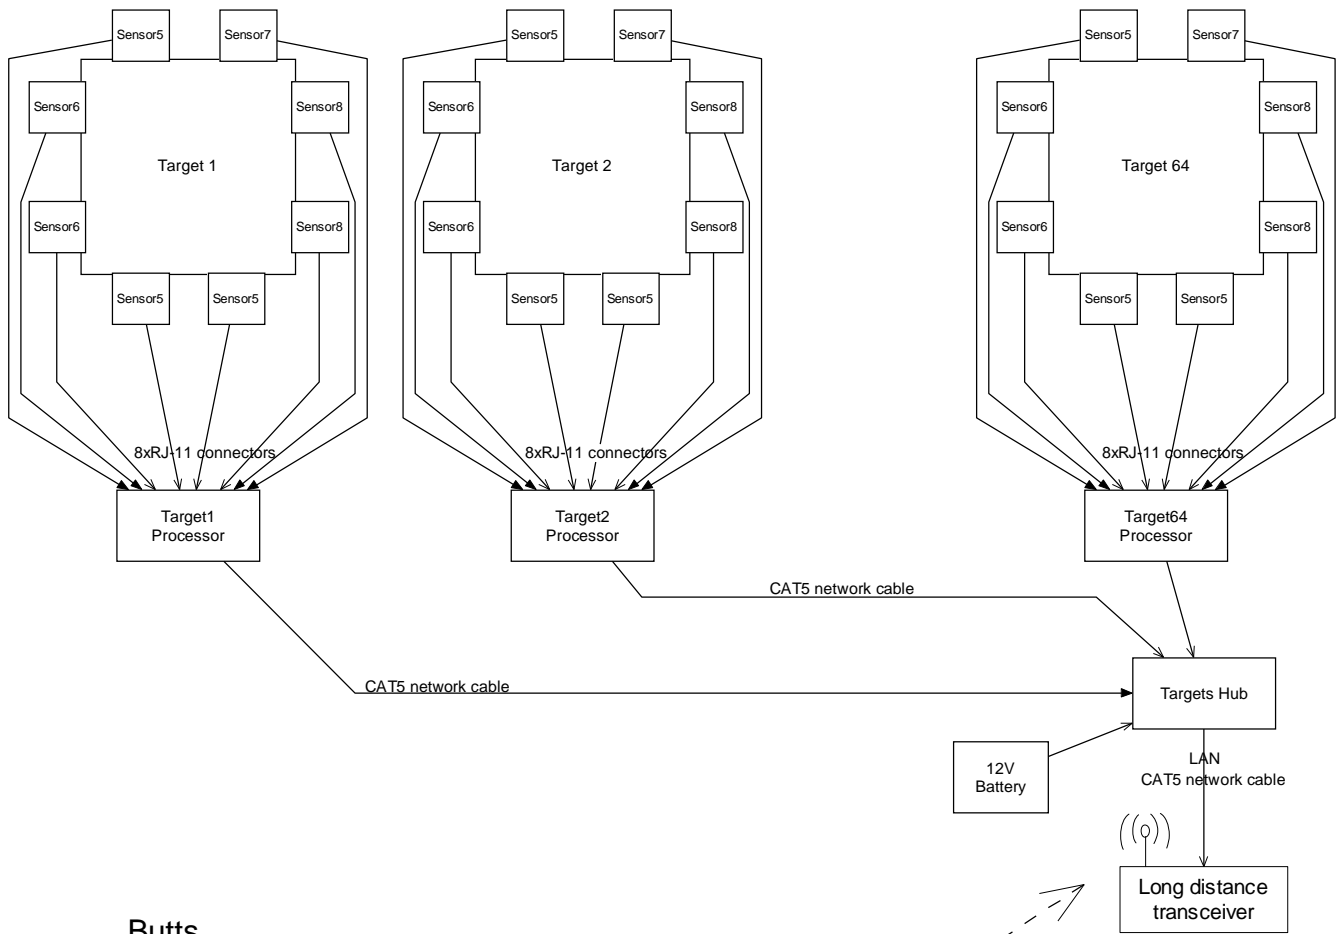 Sensor5
Sensor7
Sensor5
Sensor7
Sensor5
Sensor7
Sensor6
Sensor8
Sensor6
Sensor8
Sensor6
Sensor8
Target 1
Target 2
Target 64
Sensor6
Sensor8
Sensor6
Sensor8
Sensor6
Sensor8
Sensor5
Sensor5
Sensor5
Sensor5
Sensor5
Sensor5
8xRJ-11 connectors
8xRJ-11 connectors
8xRJ-11 connectors
Target1
Processor
Target2
Processor
Target64
Processor
CAT5 network cable
CAT5 network cable
Targets Hub
12V
Battery
LAN
CAT5 network cable
Long distance
transceiver
Butts